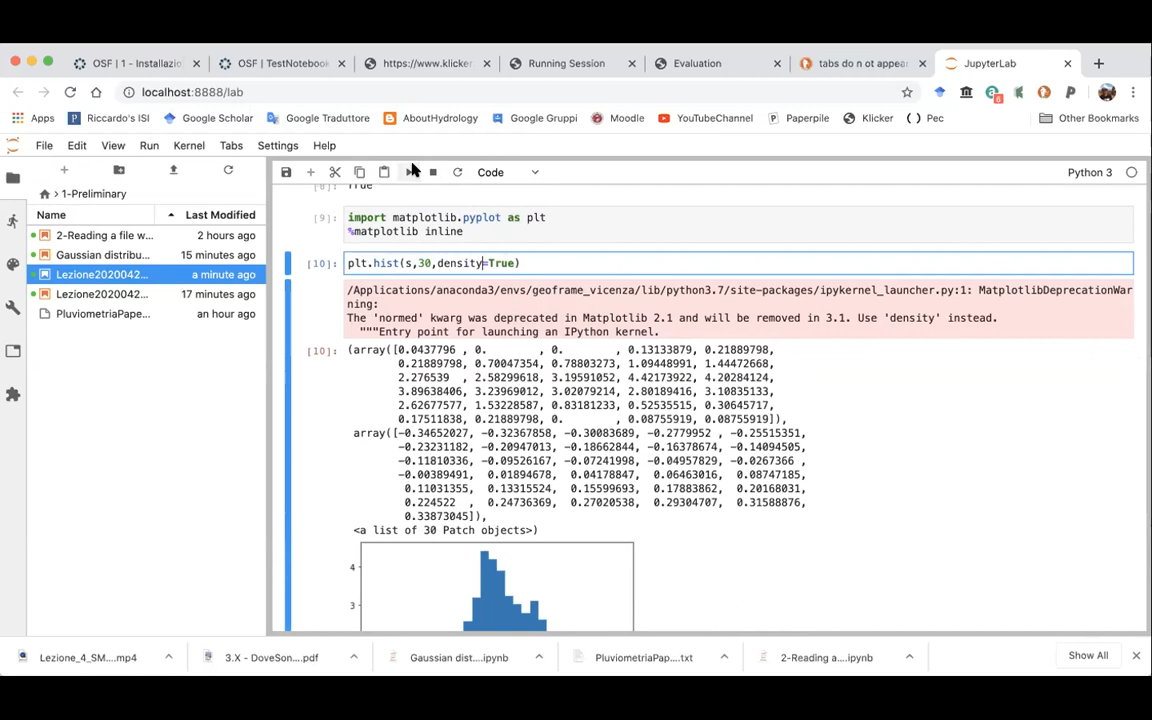 OSF | 1 - Installazio
OSF | TestNotebook
https://www.klicker
Running Session
Evaluation
tabs do n ot appear
JupyterLab
localhost:8888/lab
6
Apps
Riccardo's ISI
Google Scholar
Google Traduttore
AboutHydrology
Google Gruppi
Moodle
YouTubeChannel
Paperpile
Klicker
Pec
Other Bookmarks
File Edit View Run Kernel Tabs Settings Help
Code
Python 3
1-Preliminary
Name
Last Modified
2-Reading a file w... 2 hours ago
Gaussian distribu... 15 minutes ago
Lezione2020042... a minute ago
Lezione2020042... 17 minutes ago
PluviometriaPape... an hour ago
[8]: True
[9]: import matplotlib.pyplot as plt
%matplotlib inline
[10]: plt.hist(s,30,density=True)
/Applications/anaconda3/envs/geoframe_vicenza/lib/python3.7/site-packages/ipykernel_launcher.py:1: MatplotlibDeprecationWar
ning:
The 'normed' kwarg was deprecated in Matplotlib 2.1 and will be removed in 3.1. Use 'density' instead.
"""Entry point for launching an IPython kernel.
[10]: (array([0.0437796 , 0. , 0. , 0.13133879, 0.21889798,
0.21889798, 0.70047354, 0.78803273, 1.09448991, 1.44472668,
2.276539 , 2.58299618, 3.19591052, 4.42173922, 4.20284124,
3.89638406, 3.23969012, 3.02079214, 2.80189416, 3.10835133,
2.62677577, 1.53228587, 0.83181233, 0.52535515, 0.30645717,
0.17511838, 0.21889798, 0. , 0.08755919, 0.08755919]),
array([-0.34652027, -0.32367858, -0.30083689, -0.2779952 , -0.25515351,
-0.23231182, -0.20947013, -0.18662844, -0.16378674, -0.14094505,
-0.11810336, -0.09526167, -0.07241998, -0.04957829, -0.0267366 ,
-0.00389491, 0.01894678, 0.04178847, 0.06463016, 0.08747185,
0.11031355, 0.13315524, 0.15599693, 0.17883862, 0.20168031,
0.224522 , 0.24736369, 0.27020538, 0.29304707, 0.31588876,
0.33873045]),
<a list of 30 Patch objects>)
4
3
Lezione_4_SM....mp4
3.X - DoveSon....pdf
Gaussian dist....ipynb
PluviometriaPap....txt
2-Reading a....ipynb
Show All